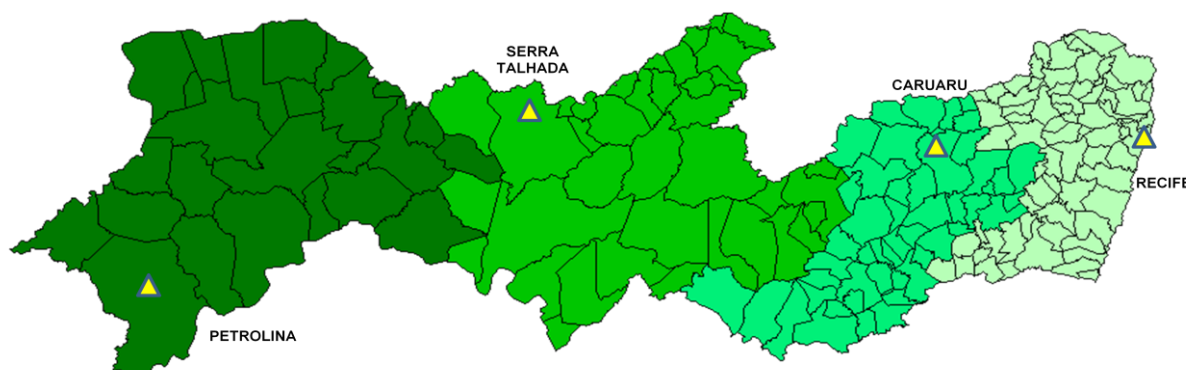 SERRA
TALHADA
CARUARU
RECIFE
PETROLINA